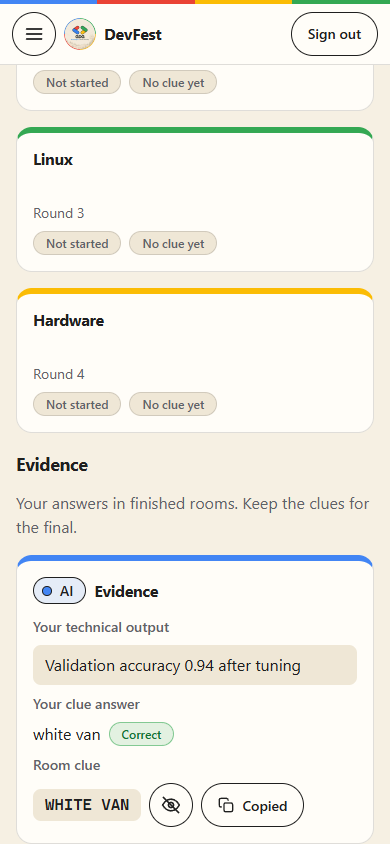 DevFest
Sign out
Not started
No clue yet
Linux
Round 3
Not started
No clue yet
Hardware
Round 4
Not started
No clue yet
Evidence
Your answers in finished rooms. Keep the clues for
the final.
AI
Evidence
Your technical output
Validation accuracy 0.94 after tuning
Your clue answer
white van
Correct
Room clue
WHITE VAN
Copied